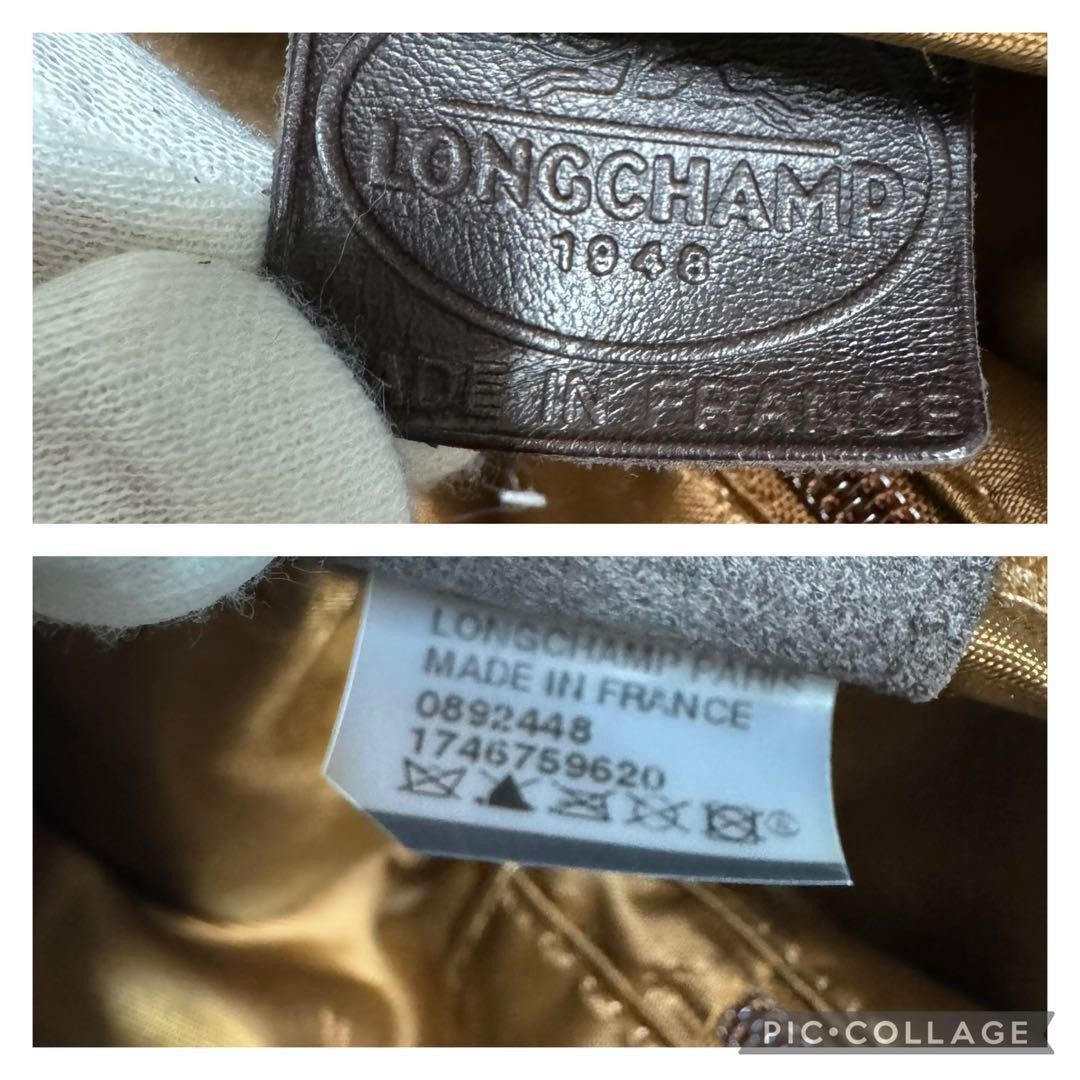 LONGCHAMP
1948
MADE IN FRANCE
LONGCHAMP PARIS
MADE IN FRANCE
0892448
1746759620
PIC•COLLAGE